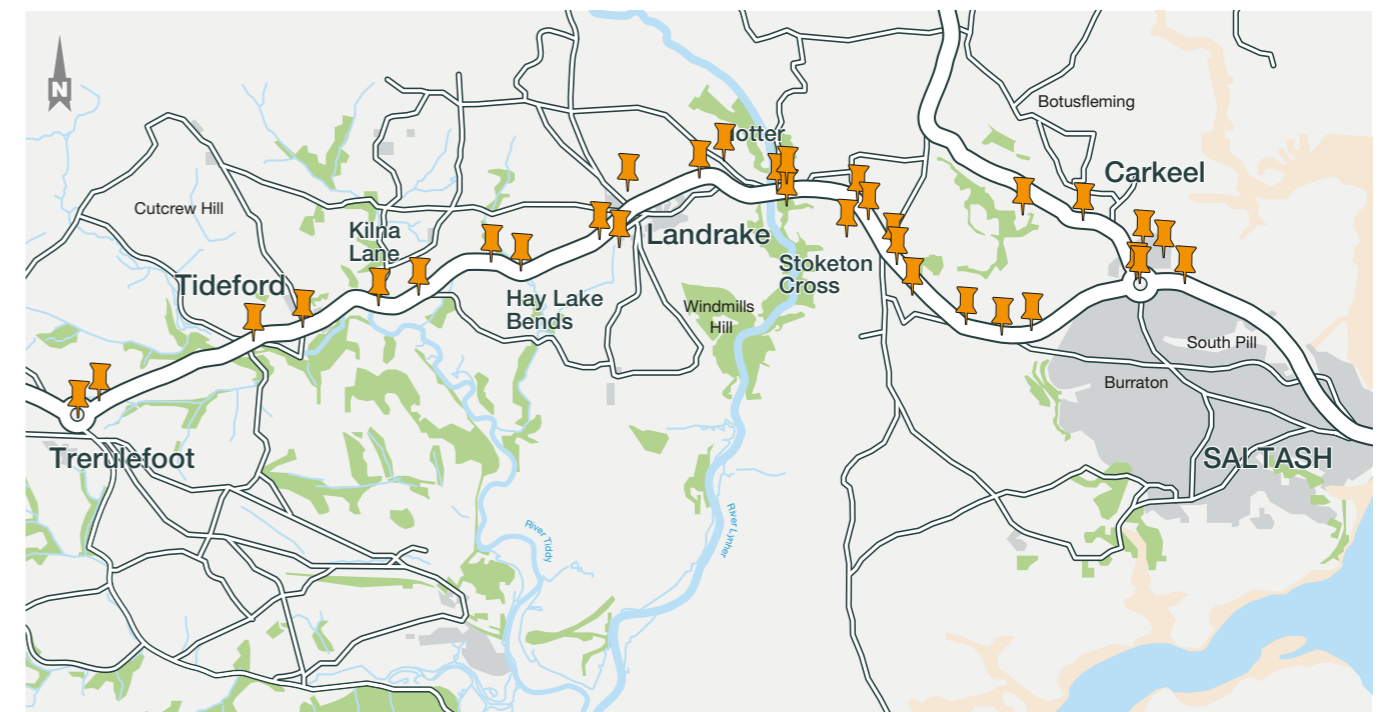 N
Botusfleming
Carkeel
Cutcrew Hill
Kilna
Lane
Landrake
Stoketon
Cross
Tideford
Hay Lake
Bends
Windmills
Hill
South Pill
Burraton
Trerulefoot
SALTASH
River Tiddy
River Lynher